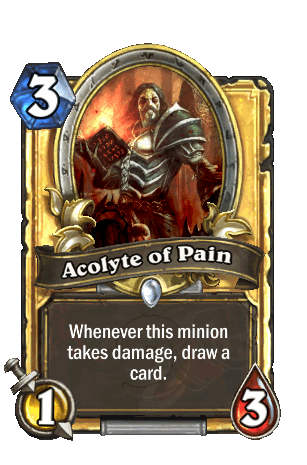 3
Acolyte of Pain
Whenever this minion
takes damage, draw a
card.
1
3